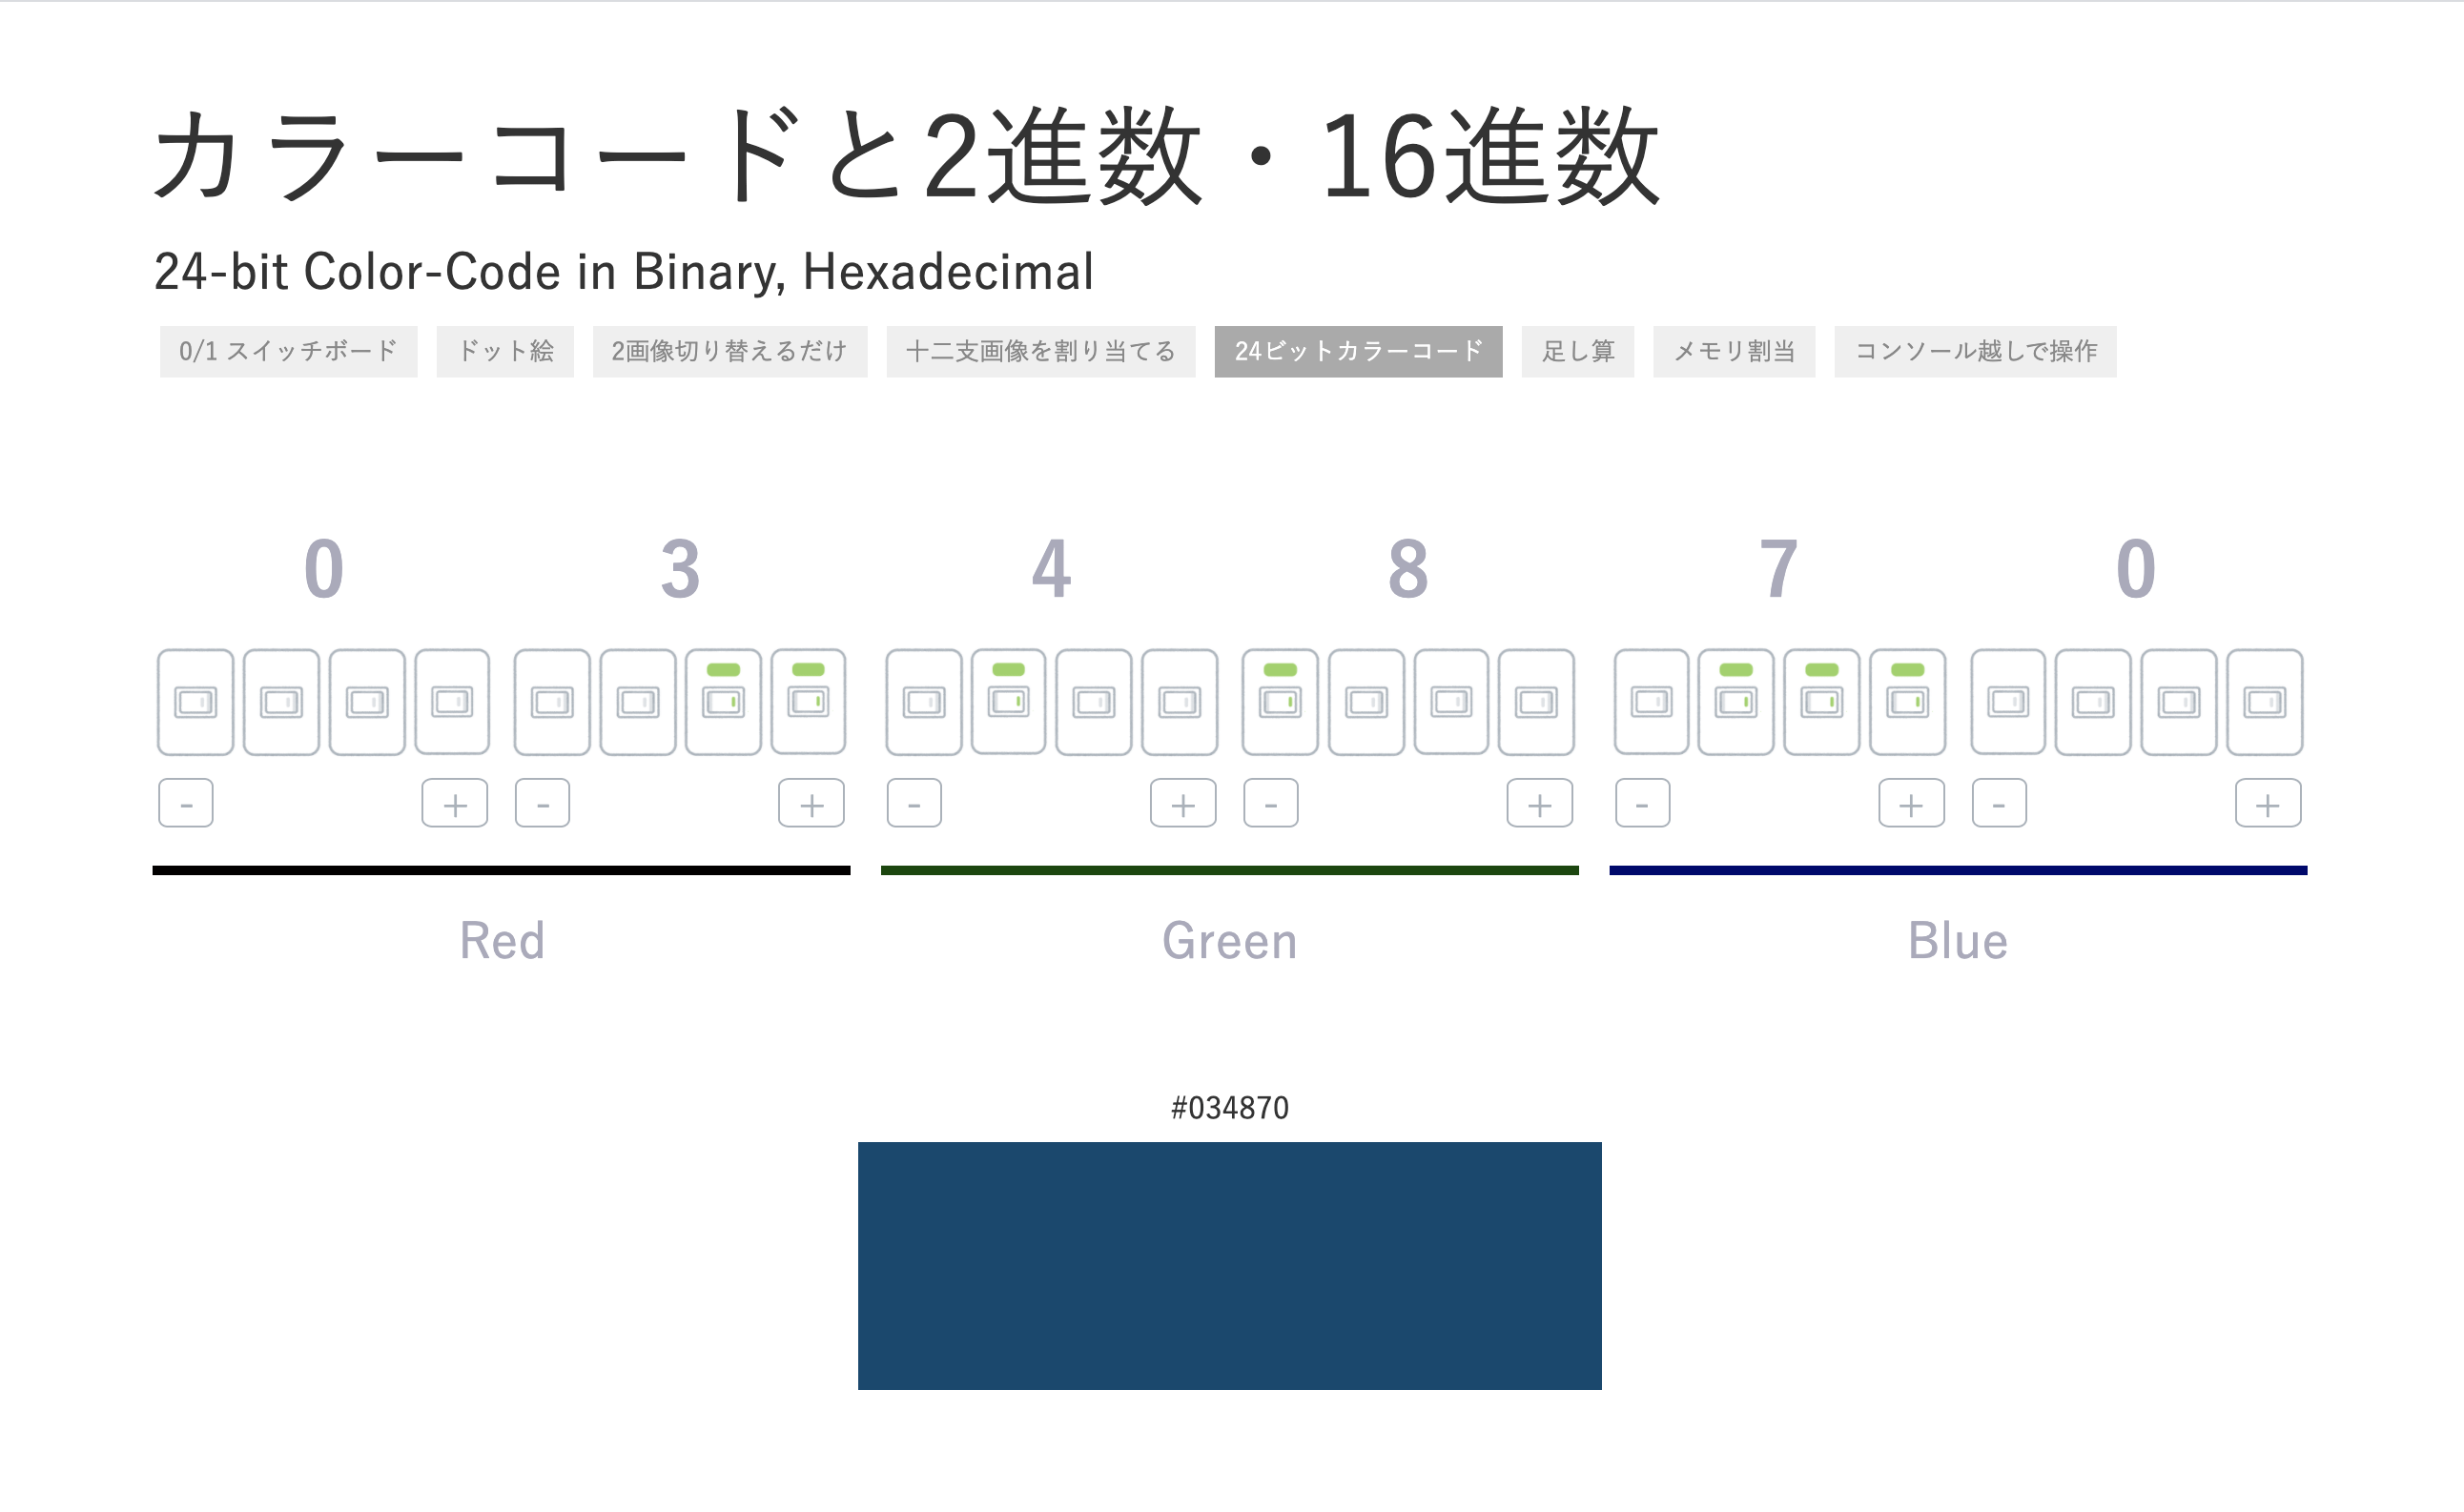 カラーコードと2進数・16進数
24-bit Color-Code in Binary, Hexadecimal
0/1 スイッチボード ドット絵 2画像切り替えるだけ 十二支画像を割り当てる 24ビットカラーコード 足し算 メモリ割当 コンソール越しで操作
0 3 4 8 7 0
- + - + - + - + - + - +
Red Green Blue
#034870